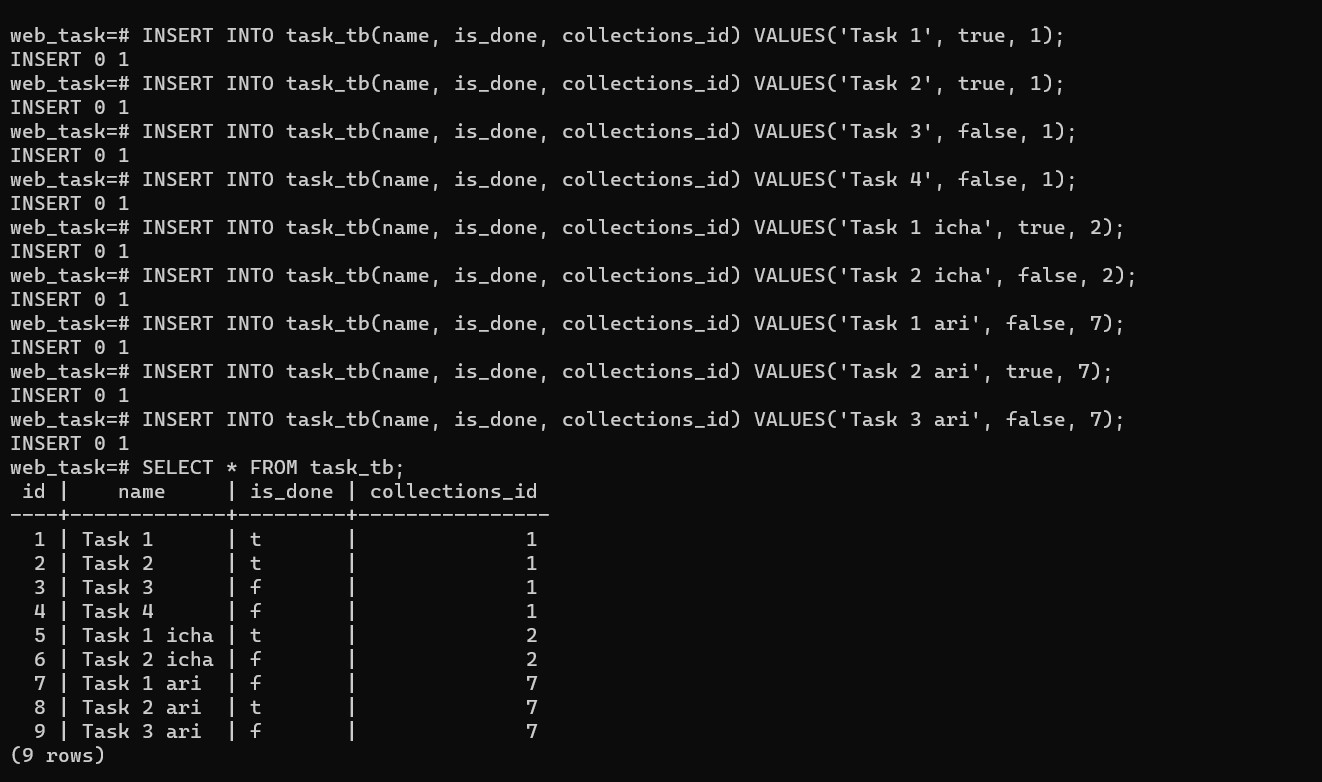 web_task=# INSERT INTO task_tb(name, is_done, collections_id) VALUES('Task 1', true, 1);
INSERT 0 1
web_task=# INSERT INTO task_tb(name, is_done, collections_id) VALUES('Task 2', true, 1);
INSERT 0 1
web_task=# INSERT INTO task_tb(name, is_done, collections_id) VALUES('Task 3', false, 1);
INSERT 0 1
web_task=# INSERT INTO task_tb(name, is_done, collections_id) VALUES('Task 4', false, 1);
INSERT 0 1
web_task=# INSERT INTO task_tb(name, is_done, collections_id) VALUES('Task 1 icha', true, 2);
INSERT 0 1
web_task=# INSERT INTO task_tb(name, is_done, collections_id) VALUES('Task 2 icha', false, 2);
INSERT 0 1
web_task=# INSERT INTO task_tb(name, is_done, collections_id) VALUES('Task 1 ari', false, 7);
INSERT 0 1
web_task=# INSERT INTO task_tb(name, is_done, collections_id) VALUES('Task 2 ari', true, 7);
INSERT 0 1
web_task=# INSERT INTO task_tb(name, is_done, collections_id) VALUES('Task 3 ari', false, 7);
INSERT 0 1
web_task=# SELECT * FROM task_tb;
 id |    name     | is_done | collections_id
----+-------------+---------+----------------
  1 | Task 1      | t       |              1
  2 | Task 2      | t       |              1
  3 | Task 3      | f       |              1
  4 | Task 4      | f       |              1
  5 | Task 1 icha | t       |              2
  6 | Task 2 icha | f       |              2
  7 | Task 1 ari  | f       |              7
  8 | Task 2 ari  | t       |              7
  9 | Task 3 ari  | f       |              7
(9 rows)